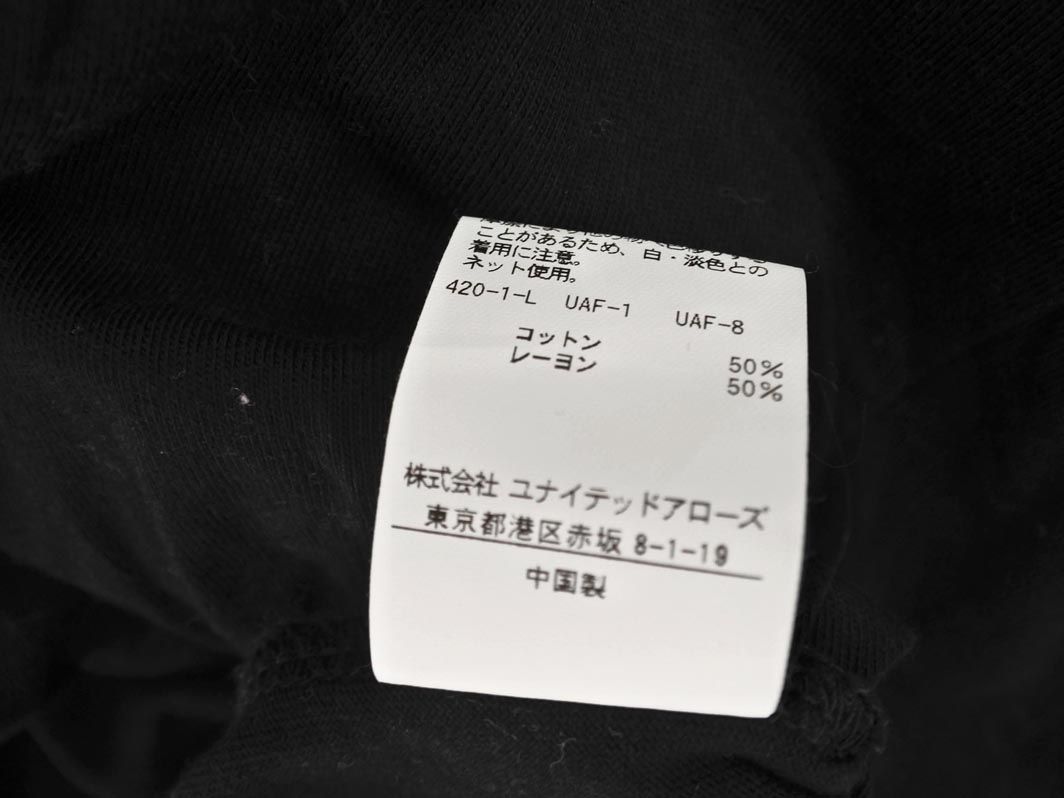 ことがあるため、白・淡色との
着用に注意。
ネット使用。
420-1-L UAF-1 UAF-8
コットン 50%
レーヨン 50%
株式会社 ユナイテッドアローズ
東京都港区赤坂 8-1-19
中国製